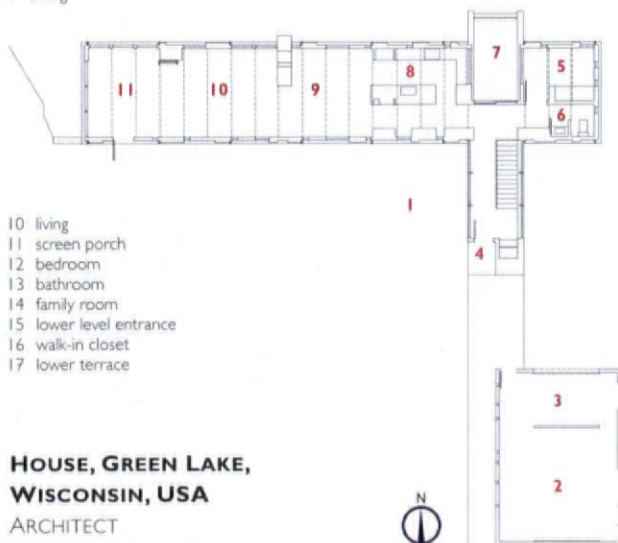 7
5
8
11
10
9
6
1
10 living
11 screen porch
12 bedroom
13 bathroom
14 family room
15 lower level entrance
16 walk-in closet
17 lower terrace
4
3
2
HOUSE, GREEN LAKE,
WISCONSIN, USA
ARCHITECT
N